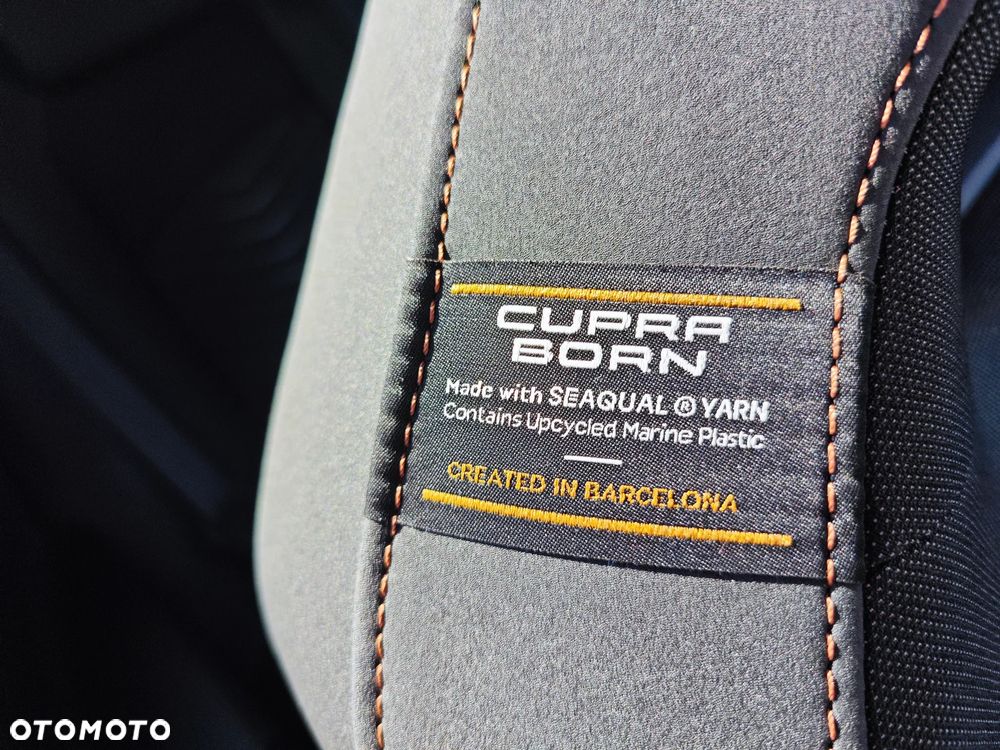 CUPRA
BORN
Made with SEAQUAL ® YARN
Contains Upcycled Marine Plastic
CREATED IN BARCELONA
OTOMOTO